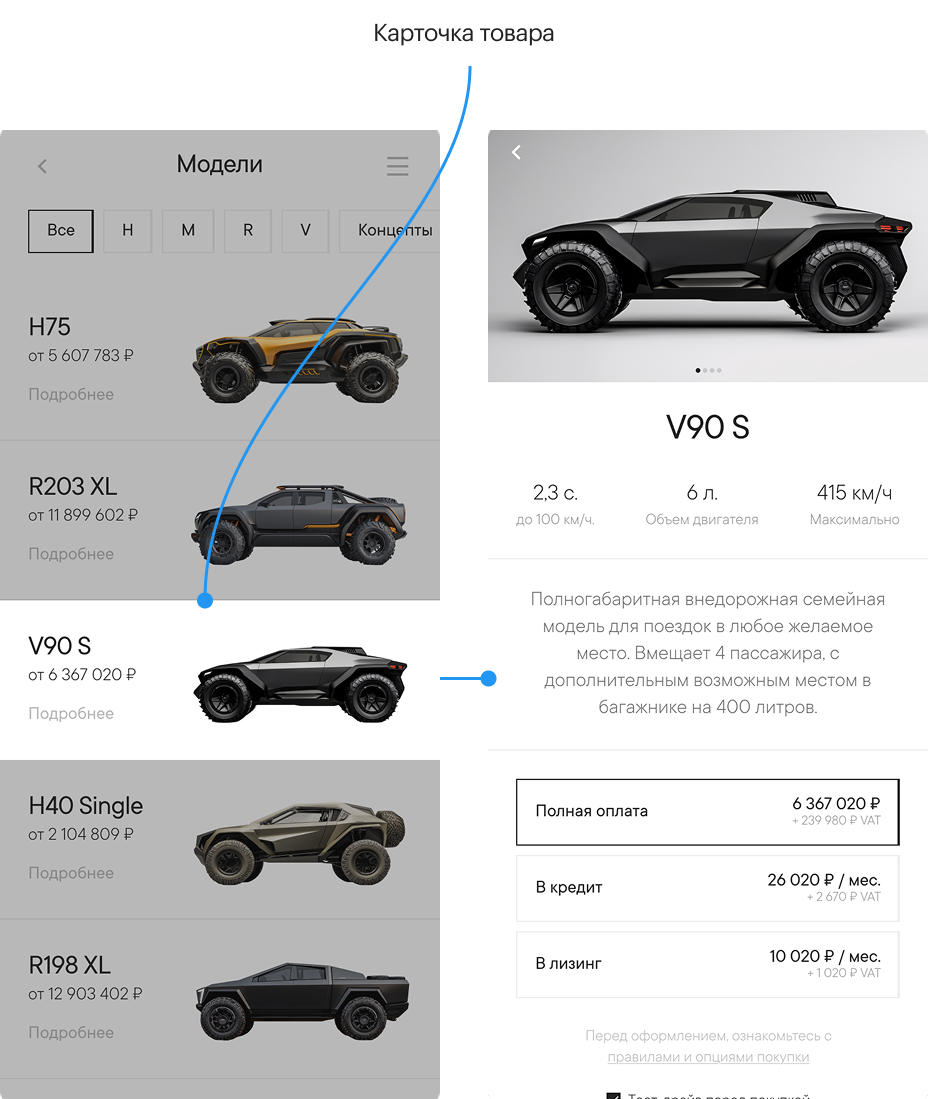 Карточка товара
Модели
Все
H
M
R
V
Концепты
H75
от 5 607 783 ₽
Подробнее
R203 XL
от 11 899 602 ₽
Подробнее
V90 S
от 6 367 020 ₽
Подробнее
H40 Single
от 2 104 809 ₽
Подробнее
R198 XL
от 12 903 402 ₽
Подробнее
V90 S
2,3 с.
до 100 км/ч.
6 л.
Объем двигателя
415 км/ч
Максимально
Полногабаритная внедорожная семейная
модель для поездок в любое желаемое
место. Вмещает 4 пассажира, с
дополнительным возможным местом в
багажнике на 400 литров.
Полная оплата
6 367 020 ₽
+ 239 980 ₽ VAT
В кредит
26 020 ₽ / мес.
+ 2 670 ₽ VAT
В лизинг
10 020 ₽ / мес.
+ 1 020 ₽ VAT
Перед оформлением, ознакомьтесь с
правилами и опциями покупки
Тест-драйв перед покупкой